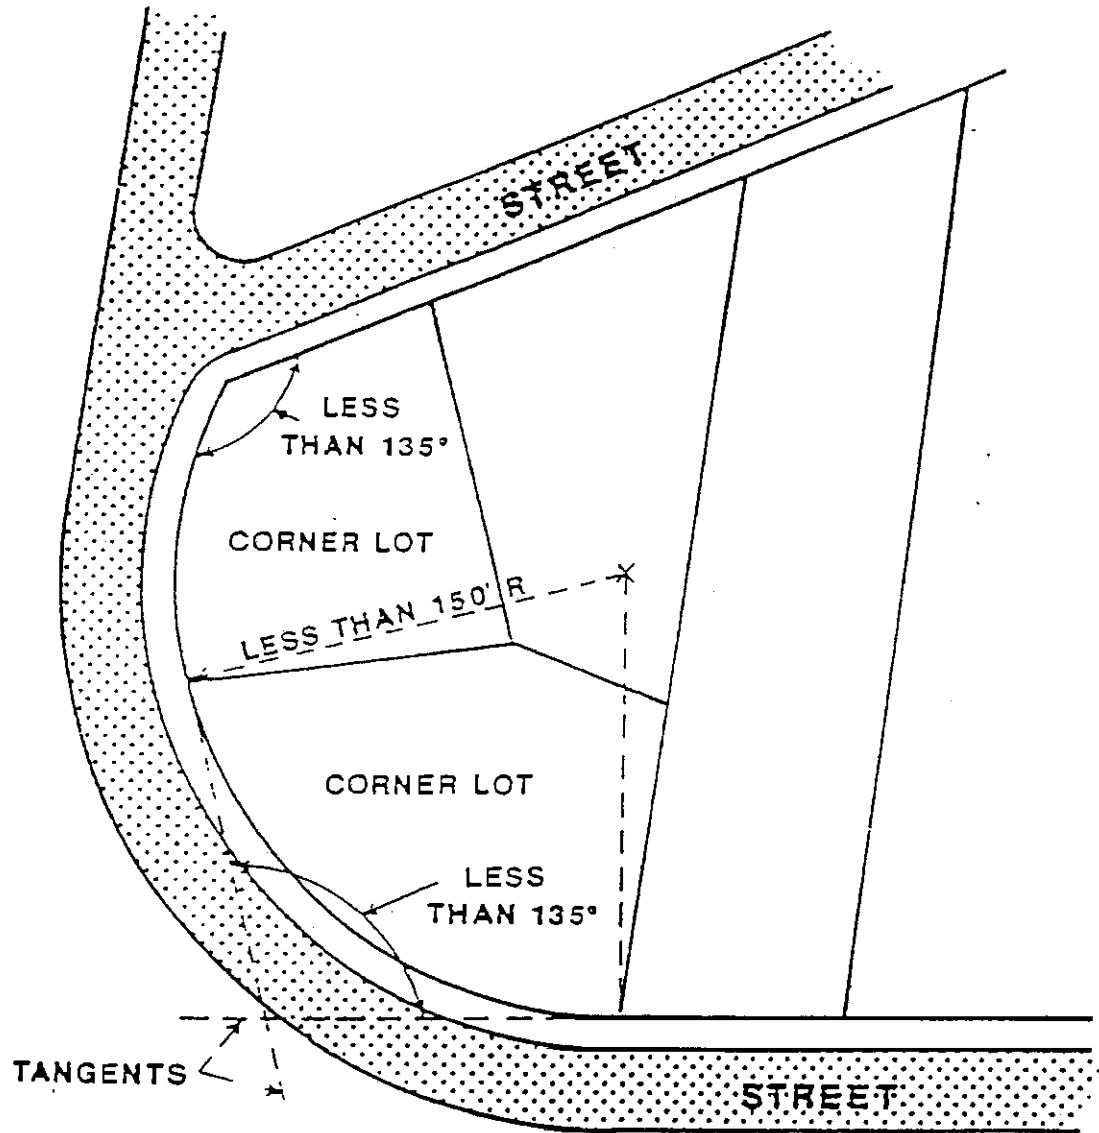 STREET
LESS
THAN 135°
CORNER LOT
LESS THAN 150' R
CORNER LOT
LESS
THAN 135°
TANGENTS
STREET